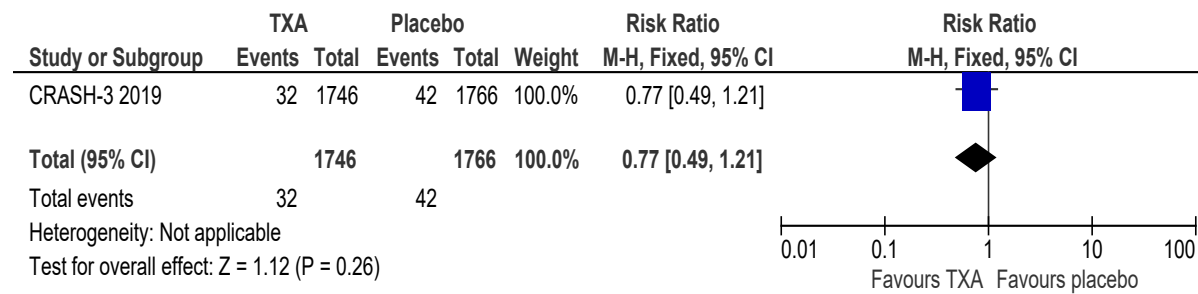 TXA Placebo Risk Ratio Risk Ratio
Study or Subgroup Events Total Events Total Weight M-H, Fixed, 95% CI M-H, Fixed, 95% CI
CRASH-3 2019 32 1746 42 1766 100.0% 0.77 [0.49, 1.21]
Total (95% CI) 1746 1766 100.0% 0.77 [0.49, 1.21]
Total events 32 42
Heterogeneity: Not applicable
Test for overall effect: Z = 1.12 (P = 0.26)
0.01 0.1 1 10 100
Favours TXA Favours placebo